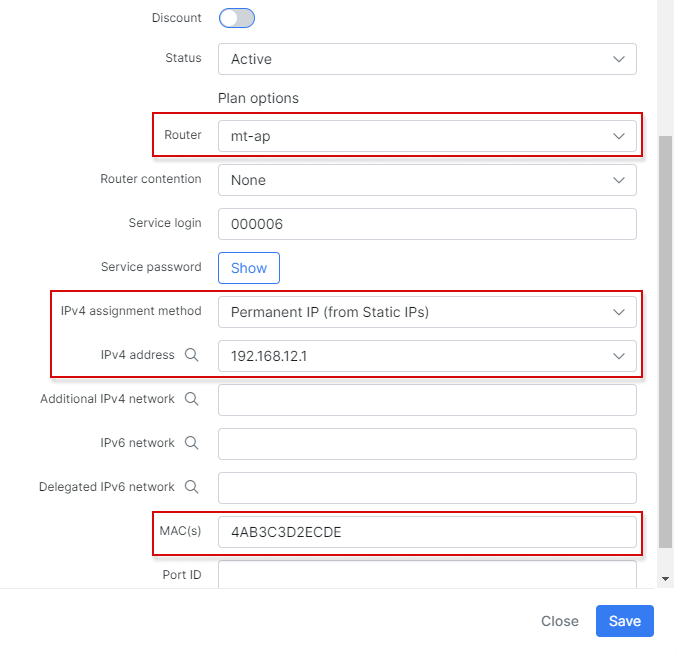 Discount
Status Active
Plan options
Router mt-ap
Router contention None
Service login 000006
Service password Show
IPv4 assignment method Permanent IP (from Static IPs)
IPv4 address 192.168.12.1
Additional IPv4 network
IPv6 network
Delegated IPv6 network
MAC(s) 4AB3C3D2ECDE
Port ID
Close Save